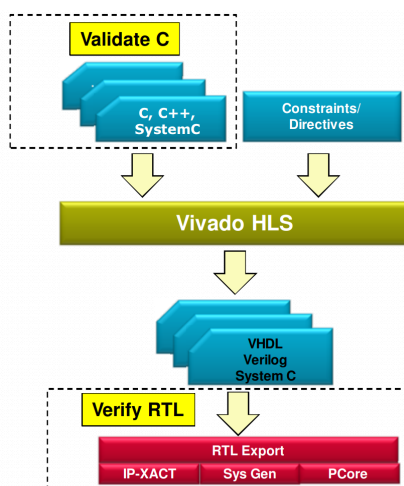 Validate C
C, C++,
SystemC
Constraints/
Directives
Vivado HLS
VHDL
Verilog
System C
Verify RTL
RTL Export
IP-XACT
Sys Gen
PCore